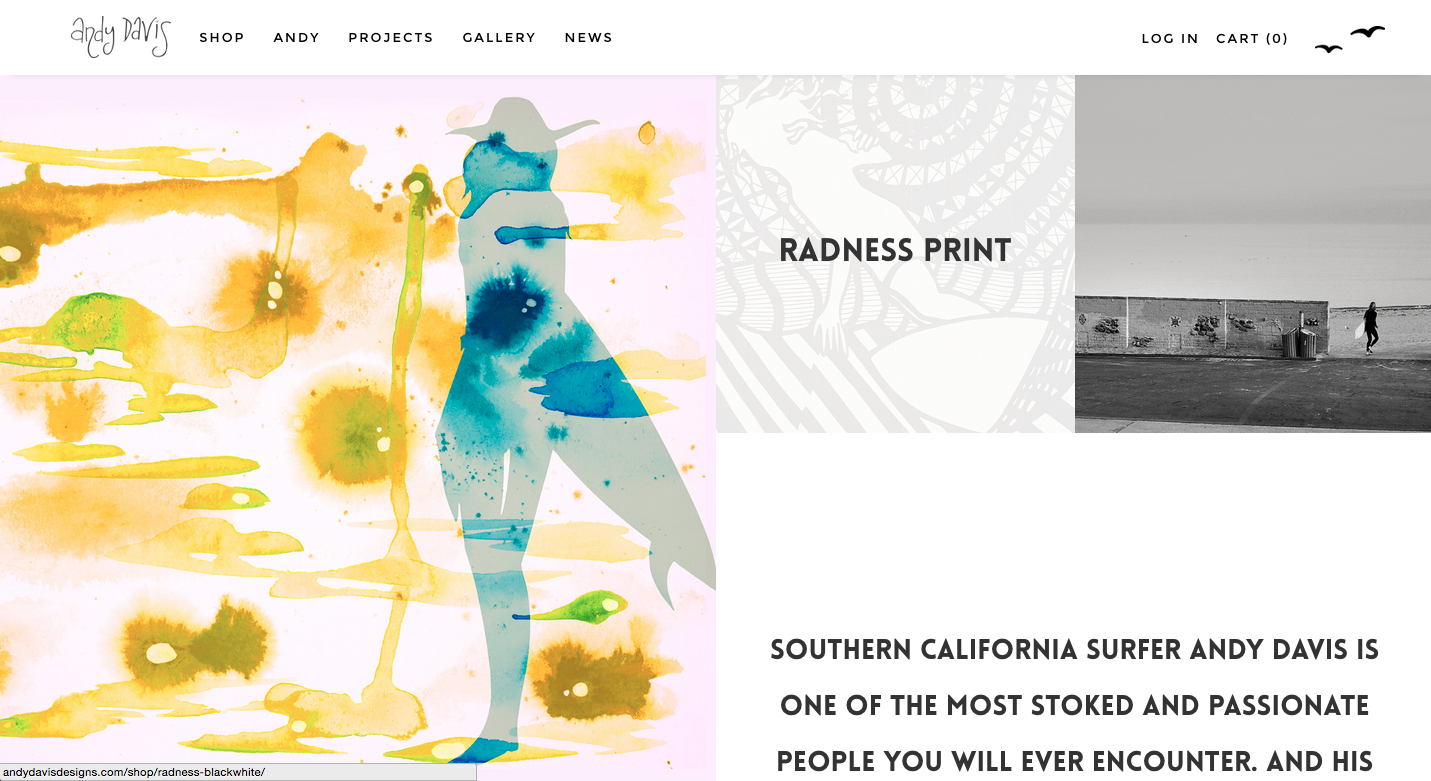 andy Davis
SHOP ANDY PROJECTS GALLERY NEWS
LOG IN CART (0)
RADNESS PRINT
SOUTHERN CALIFORNIA SURFER ANDY DAVIS IS
ONE OF THE MOST STOKED AND PASSIONATE
PEOPLE YOU WILL EVER ENCOUNTER. AND HIS
andydavisdesigns.com/shop/radness-blackwhite/